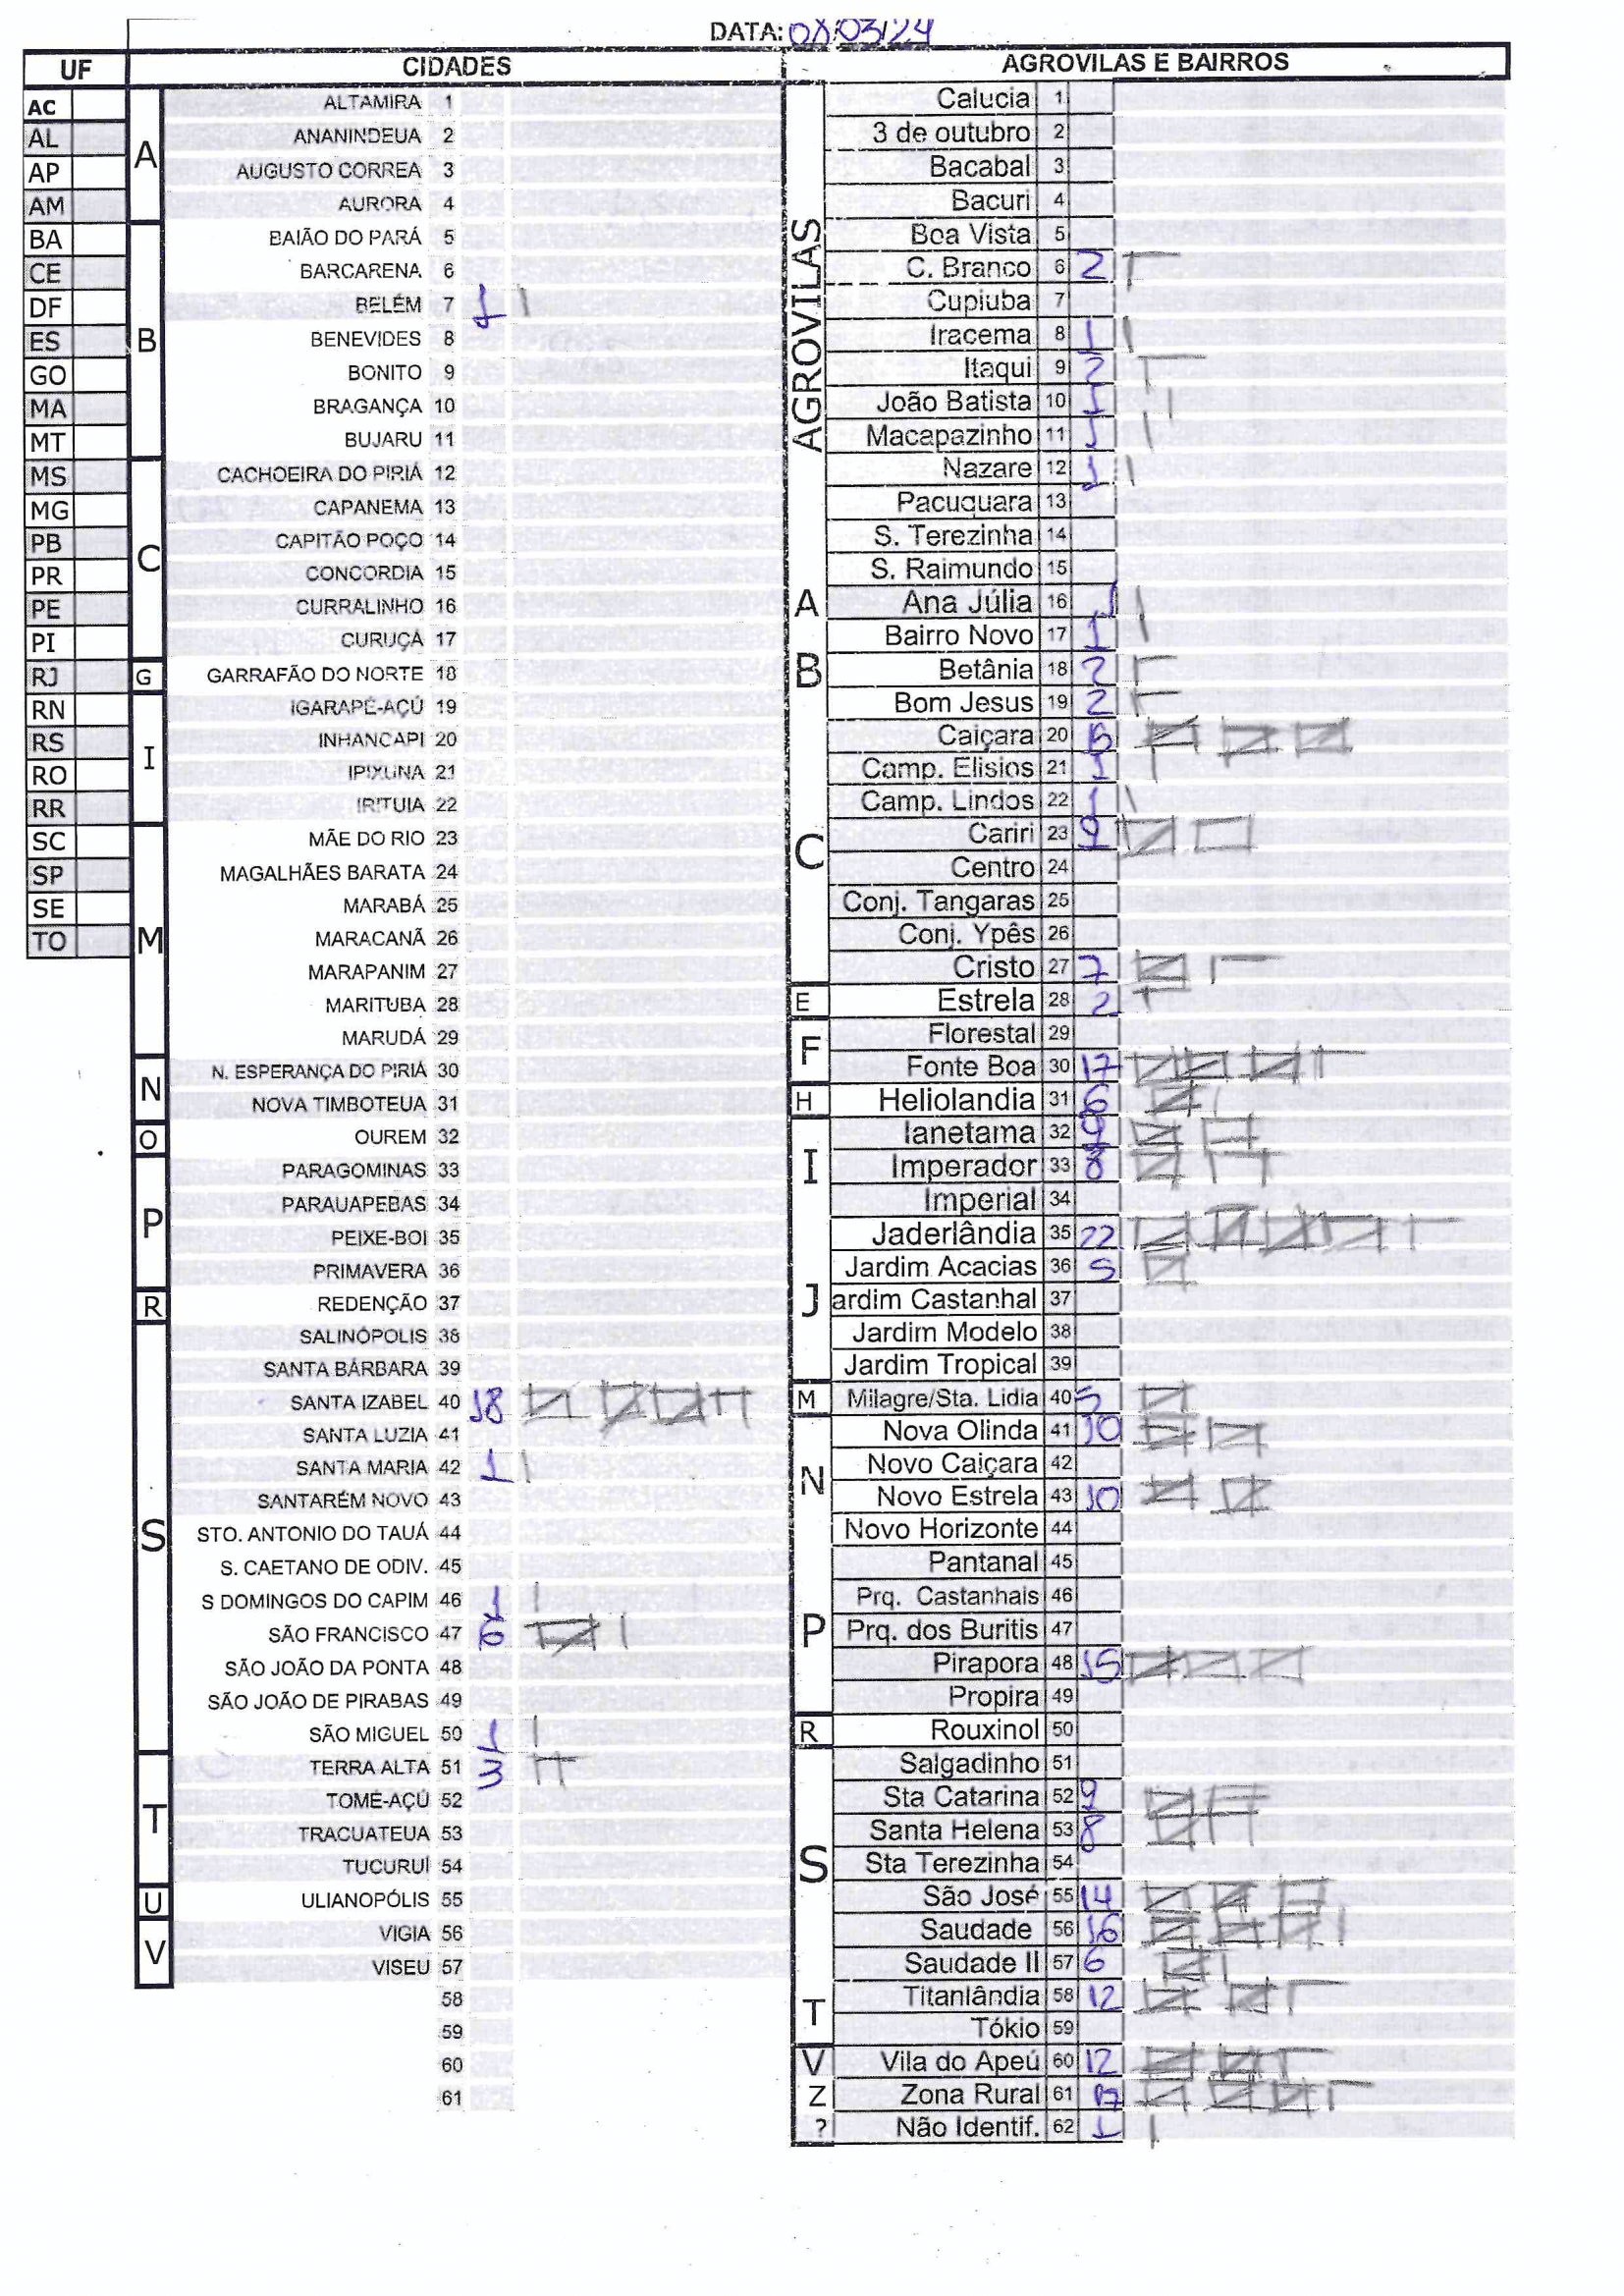 DATA: 08/03/24
UF CIDADES AGROVILAS E BAIRROS
AC
AL
AP
AM
BA
CE
DF
ES
GO
MA
MT
MS
MG
PB
PR
PE
PI
RJ
RN
RS
RO
RR
SC
SP
SE
TO
A
ALTAMIRA 1
ANANINDEUA 2
AUGUSTO CORREA 3
AURORA 4
B
BAIÃO DO PARÁ 5
BARCARENA 6
BELÉM 7 1
BENEVIDES 8
BONITO 9
BRAGANÇA 10
BUJARU 11
C
CACHOEIRA DO PIRIÁ 12
CAPANEMA 13
CAPITÃO POÇO 14
CONCORDIA 15
CURRALINHO 16
CURUÇA 17
G
GARRAFÃO DO NORTE 18
I
IGARAPÉ-AÇÚ 19
INHANCAPI 20
IPIXUNA 21
IRITUIA 22
M
MÃE DO RIO 23
MAGALHÃES BARATA 24
MARABÁ 25
MARACANÃ 26
MARAPANIM 27
MARITUBA 28
MARUDÁ 29
N
N. ESPERANÇA DO PIRIÁ 30
NOVA TIMBOTEUA 31
O
OUREM 32
P
PARAGOMINAS 33
PARAUAPEBAS 34
PEIXE-BOI 35
PRIMAVERA 36
R
REDENÇÃO 37
S
SALINÓPOLIS 38
SANTA BÁRBARA 39
SANTA IZABEL 40 18
SANTA LUZIA 41
SANTA MARIA 42 1
SANTARÉM NOVO 43
STO. ANTONIO DO TAUÁ 44
S. CAETANO DE ODIV. 45
S DOMINGOS DO CAPIM 46 1
SÃO FRANCISCO 47 6
SÃO JOÃO DA PONTA 48
SÃO JOÃO DE PIRABAS 49
SÃO MIGUEL 50 1
T
TERRA ALTA 51 3
TOMÉ-AÇÚ 52
TRACUATEUA 53
TUCURUÍ 54
U
ULIANOPÓLIS 55
V
VIGIA 56
VISEU 57
58
59
60
61
AGROVILAS
Calucia 1
3 de outubro 2
Bacabal 3
Bacuri 4
Boa Vista 5
C. Branco 6 2
Cupiuba 7
Iracema 8 1
Itaqui 9 2
João Batista 10 1
Macapazinho 11 1
Nazare 12 1
Pacuquara 13
S. Terezinha 14
S. Raimundo 15
A
Ana Júlia 16 1
Bairro Novo 17 1
B
Betânia 18 2
Bom Jesus 19 2
C
Caiçara 20 15
Camp. Elisios 21 1
Camp. Lindos 22 1
Cariri 23 9
Centro 24
Conj. Tangaras 25
Conj. Ypês 26
Cristo 27 7
E
Estrela 28 2
F
Florestal 29
Fonte Boa 30 17
H
Heliolandia 31 6
I
Ianetama 32 9
Imperador 33 8
Imperial 34
J
Jaderlândia 35 22
Jardim Acacias 36 5
ardim Castanhal 37
Jardim Modelo 38
Jardim Tropical 39
M
Milagre/Sta. Lidia 40 5
N
Nova Olinda 41 10
Novo Caiçara 42
Novo Estrela 43 10
Novo Horizonte 44
P
Pantanal 45
Prq. Castanhais 46
Prq. dos Buritis 47
Pirapora 48 15
Propira 49
R
Rouxinol 50
S
Salgadinho 51
Sta Catarina 52 9
Santa Helena 53 8
Sta Terezinha 54
São José 55 14
Saudade 56 16
Saudade II 57 6
T
Titanlândia 58 12
Tókio 59
V
Vila do Apeú 60 12
Z
Zona Rural 61 17
?
Não Identif. 62 1